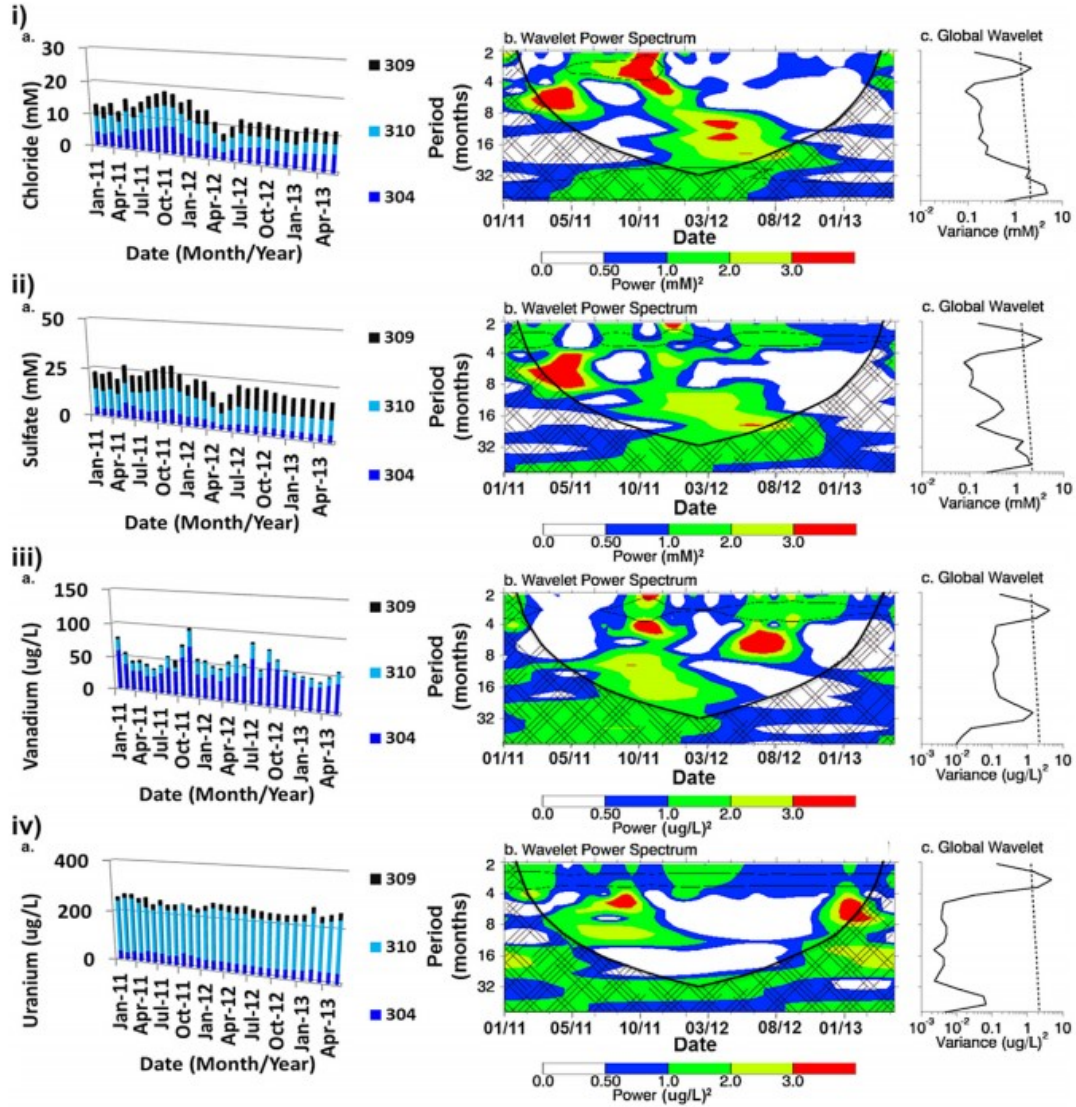 i)
a.
30
20
10
0
Chloride (mM)
Jan-11
Apr-11
Jul-11
Oct-11
Jan-12
Apr-12
Jul-12
Oct-12
Jan-13
Apr-13
Date (Month/Year)
309
310
304
b. Wavelet Power Spectrum
2
4
8
16
32
Period
(months)
01/11 05/11 10/11 03/12 08/12 01/13
Date
0.0 0.50 1.0 2.0 3.0
Power (mM)²
c. Global Wavelet
10⁻² 0.1 1 10
Variance (mM)²
ii)
a.
50
25
0
Sulfate (mM)
Jan-11
Apr-11
Jul-11
Oct-11
Jan-12
Apr-12
Jul-12
Oct-12
Jan-13
Apr-13
Date (Month/Year)
309
310
304
b. Wavelet Power Spectrum
2
4
8
16
32
Period
(months)
01/11 05/11 10/11 03/12 08/12 01/13
Date
0.0 0.50 1.0 2.0 3.0
Power (mM)²
c. Global Wavelet
10⁻² 0.1 1 10
Variance (mM)²
iii)
a.
150
100
50
0
Vanadium (ug/L)
Jan-11
Apr-11
Jul-11
Oct-11
Jan-12
Apr-12
Jul-12
Oct-12
Jan-13
Apr-13
Date (Month/Year)
309
310
304
b. Wavelet Power Spectrum
2
4
8
16
32
Period
(months)
01/11 05/11 10/11 03/12 08/12 01/13
Date
0.0 0.50 1.0 2.0 3.0
Power (ug/L)²
c. Global Wavelet
10⁻³ 10⁻² 0.1 1 10
Variance (ug/L)²
iv)
a.
400
200
0
Uranium (ug/L)
Jan-11
Apr-11
Jul-11
Oct-11
Jan-12
Apr-12
Jul-12
Oct-12
Jan-13
Apr-13
Date (Month/Year)
309
310
304
b. Wavelet Power Spectrum
2
4
8
16
32
Period
(months)
01/11 05/11 10/11 03/12 08/12 01/13
Date
0.0 0.50 1.0 2.0 3.0
Power (ug/L)²
c. Global Wavelet
10⁻³ 10⁻² 0.1 1 10
Variance (ug/L)²